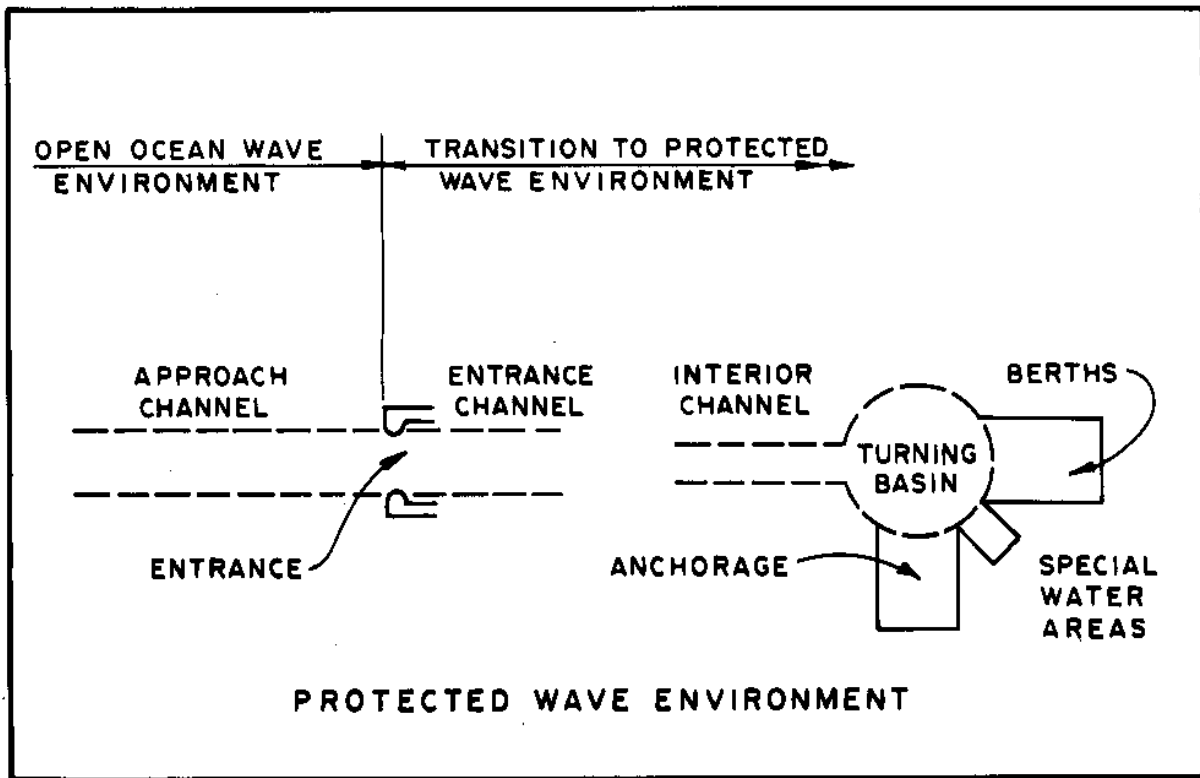 OPEN OCEAN WAVE
ENVIRONMENT
TRANSITION TO PROTECTED
WAVE ENVIRONMENT
APPROACH
CHANNEL
ENTRANCE
CHANNEL
INTERIOR
CHANNEL
BERTHS
TURNING
BASIN
ENTRANCE
ANCHORAGE
SPECIAL
WATER
AREAS
PROTECTED WAVE ENVIRONMENT